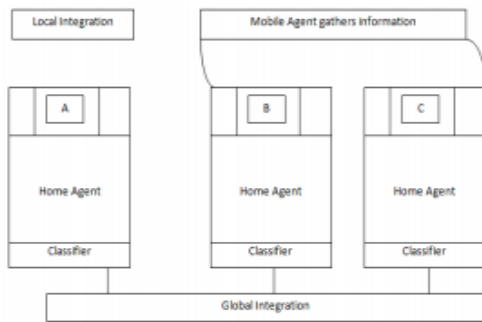 Local Integration
Mobile Agent gathers information
A
B
C
Home Agent
Home Agent
Home Agent
Classifier
Classifier
Classifier
Global Integration